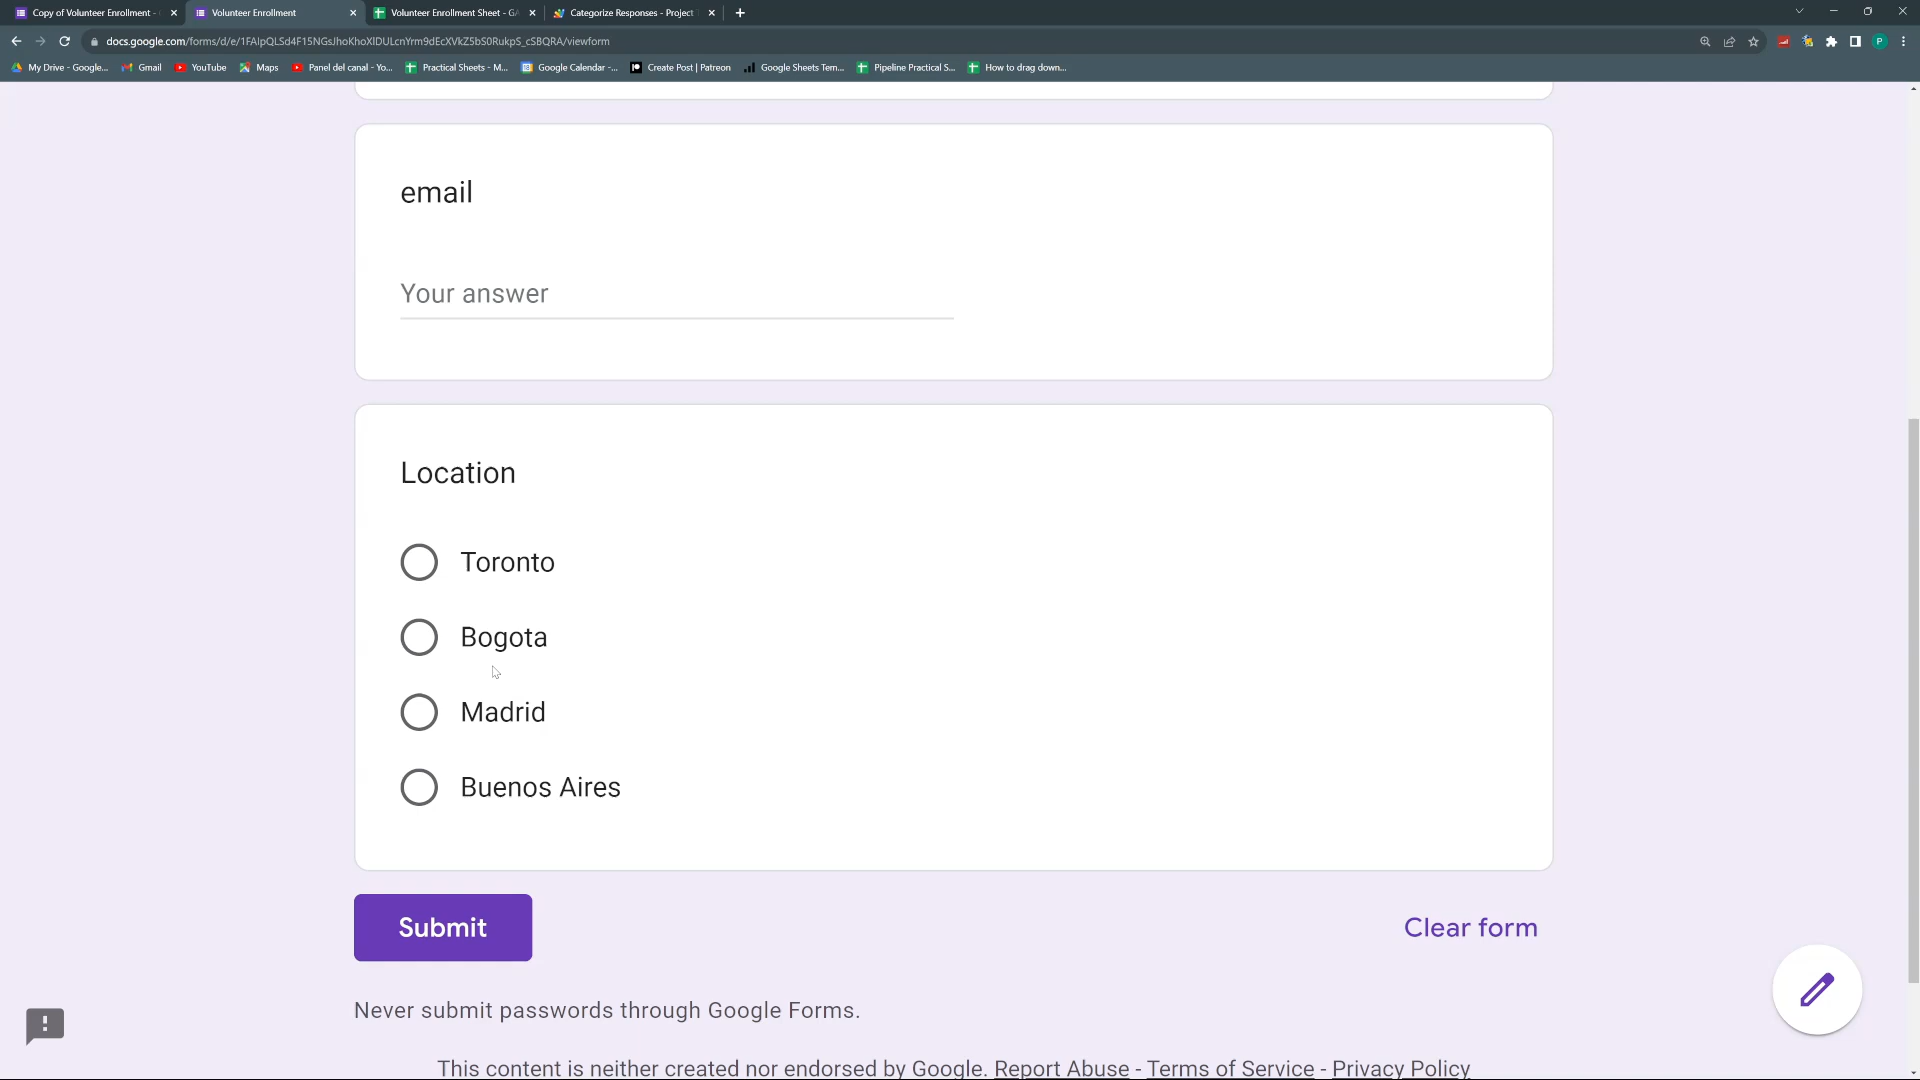 Copy of Volunteer Enrollment -
Volunteer Enrollment
Volunteer Enrollment Sheet - GA
Categorize Responses - Project
docs.google.com/forms/d/e/1FAIpQLSd4F15NGsJhoKhoXIDULcnYrm9dEcXVkZ5bS0RukpS_cSBQRA/viewform
P
My Drive - Google...
Gmail
YouTube
Maps
Panel del canal - Yo...
Practical Sheets - M...
Google Calendar -...
Create Post | Patreon
Google Sheets Tem...
Pipeline Practical S...
How to drag down...
email
Your answer
Location
Toronto
Bogota
Madrid
Buenos Aires
Submit
Clear form
Never submit passwords through Google Forms.
This content is neither created nor endorsed by Google. Report Abuse - Terms of Service - Privacy Policy